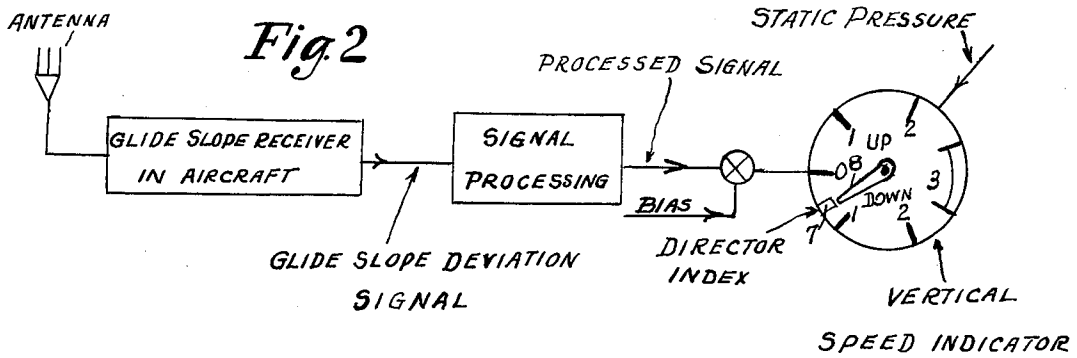 ANTENNA
Fig. 2
STATIC PRESSURE
PROCESSED SIGNAL
GLIDE SLOPE RECEIVER
IN AIRCRAFT
SIGNAL
PROCESSING
BIAS
GLIDE SLOPE DEVIATION
SIGNAL
1
2
UP
0
8
3
DOWN
7
1
2
DIRECTOR
INDEX
VERTICAL
SPEED INDICATOR